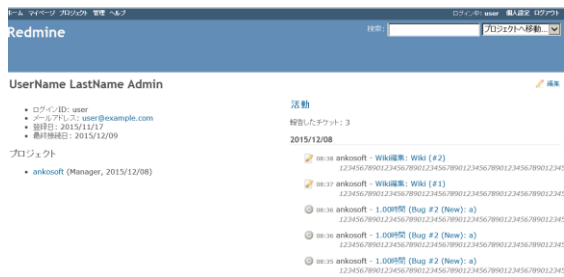 ホーム マイページ プロジェクト 管理 ヘルプ
ログイン中: user 個人設定 ログアウト
Redmine
検索:
プロジェクトへ移動...
UserName LastName Admin
編集
ログインID: user
メールアドレス: user@example.com
登録日: 2015/11/17
最終接続日: 2015/12/09
プロジェクト
ankosoft (Manager, 2015/12/08)
活動
報告したチケット: 3
2015/12/08
08:38 ankosoft - Wiki編集: Wiki (#2)
08:37 ankosoft - Wiki編集: Wiki (#1)
08:36 ankosoft - 1.00時間 (Bug #2 (New): a)
08:36 ankosoft - 1.00時間 (Bug #2 (New): a)
08:35 ankosoft - 1.00時間 (Bug #2 (New): a)